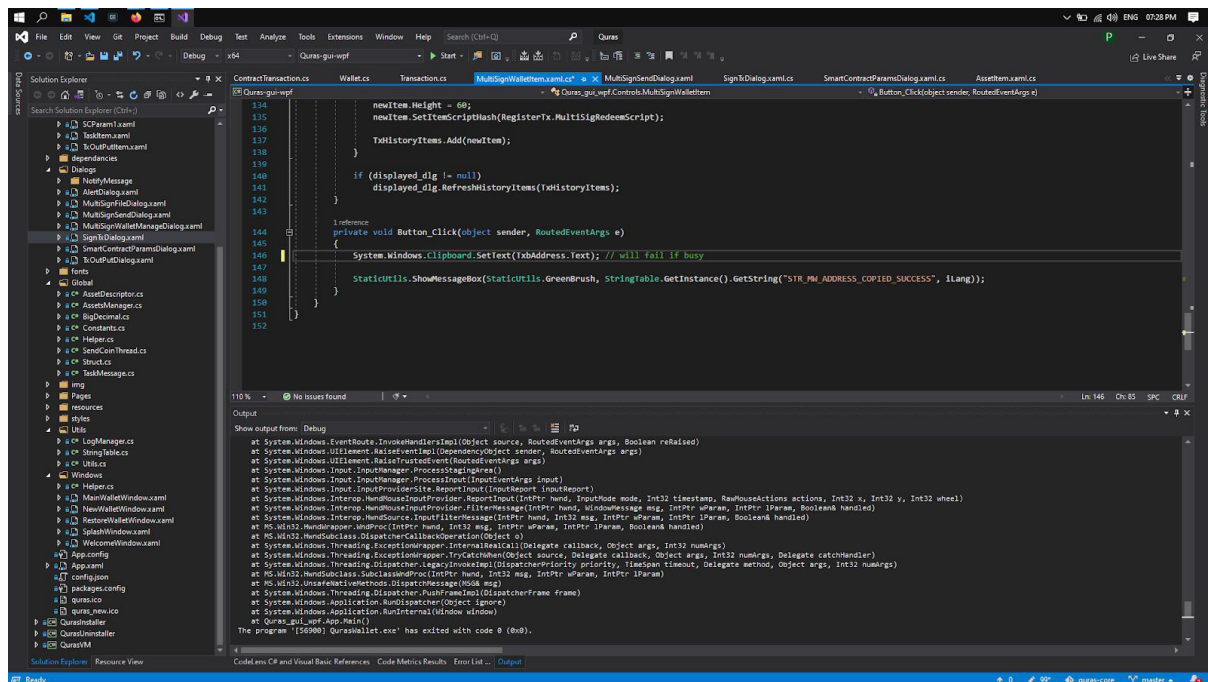 ENG 07:28 PM
File Edit View Git Project Build Debug Test Analyze Tools Extensions Window Help Search (Ctrl+Q) Quras P
Debug x64 Quras-gui-wpf Start Live Share
Data Sources
Solution Explorer
Search Solution Explorer (Ctrl+;)
SCParam1.xaml
TaskItem.xaml
TxOutPutItem.xaml
dependancies
Dialogs
NotifyMessage
AlertDialog.xaml
MultiSignFileDialog.xaml
MultiSignSendDialog.xaml
MultiSignWalletManageDialog.xaml
SignTxDialog.xaml
SmartContractParamsDialog.xaml
TxOutPutDialog.xaml
fonts
Global
AssetDescriptor.cs
AssetsManager.cs
BigDecimal.cs
Constants.cs
Helper.cs
SendCoinThread.cs
Struct.cs
TaskMessage.cs
img
Pages
resources
styles
Utils
LogManager.cs
StringTable.cs
Utils.cs
Windows
Helper.cs
MainWalletWindow.xaml
NewWalletWindow.xaml
RestoreWalletWindow.xaml
SplashWindow.xaml
WelcomeWindow.xaml
App.config
App.xaml
config.json
packages.config
quras.ico
quras_new.ico
QurasInstaller
QurasUninstaller
QurasVM
Solution Explorer Resource View
ContractTransaction.cs Wallet.cs Transaction.cs MultiSignWalletItem.xaml.cs* MultiSignSendDialog.xaml SignTxDialog.xaml.cs SmartContractParamsDialog.xaml.cs AssetItem.xaml.cs
Quras-gui-wpf Quras_gui_wpf.Controls.MultiSignWalletItem Button_Click(object sender, RoutedEventArgs e)
134 newItem.Height = 60;
135 newItem.SetItemScriptHash(RegisterTx.MultiSigRedeemScript);
136
137 TxHistoryItems.Add(newItem);
138 }
139
140 if (displayed_dlg != null)
141 displayed_dlg.RefreshHistoryItems(TxHistoryItems);
142 }
143
1 reference
144 private void Button_Click(object sender, RoutedEventArgs e)
145 {
146 System.Windows.Clipboard.SetText(TxbAddress.Text); // will fail if busy
147
148 StaticUtils.ShowMessageBox(StaticUtils.GreenBrush, StringTable.GetInstance().GetString("STR_MW_ADDRESS_COPIED_SUCCESS", iLang));
149 }
150 }
151 }
152
110 % No issues found Ln: 146 Ch: 85 SPC CRLF
Output
Show output from: Debug
at System.Windows.EventRoute.InvokeHandlersImpl(Object source, RoutedEventArgs args, Boolean reRaised)
at System.Windows.UIElement.RaiseEventImpl(DependencyObject sender, RoutedEventArgs args)
at System.Windows.UIElement.RaiseTrustedEvent(RoutedEventArgs args)
at System.Windows.Input.InputManager.ProcessStagingArea()
at System.Windows.Input.InputManager.ProcessInput(InputEventArgs input)
at System.Windows.Input.InputProviderSite.ReportInput(InputReport inputReport)
at System.Windows.Interop.HwndMouseInputProvider.ReportInput(IntPtr hwnd, InputMode mode, Int32 timestamp, RawMouseActions actions, Int32 x, Int32 y, Int32 wheel)
at System.Windows.Interop.HwndMouseInputProvider.FilterMessage(IntPtr hwnd, WindowMessage msg, IntPtr wParam, IntPtr lParam, Boolean& handled)
at System.Windows.Interop.HwndSource.InputFilterMessage(IntPtr hwnd, Int32 msg, IntPtr wParam, IntPtr lParam, Boolean& handled)
at MS.Win32.HwndWrapper.WndProc(IntPtr hwnd, Int32 msg, IntPtr wParam, IntPtr lParam, Boolean& handled)
at MS.Win32.HwndSubclass.DispatcherCallbackOperation(Object o)
at System.Windows.Threading.ExceptionWrapper.InternalRealCall(Delegate callback, Object args, Int32 numArgs)
at System.Windows.Threading.ExceptionWrapper.TryCatchWhen(Object source, Delegate callback, Object args, Int32 numArgs, Delegate catchHandler)
at System.Windows.Threading.Dispatcher.LegacyInvokeImpl(DispatcherPriority priority, TimeSpan timeout, Delegate method, Object args, Int32 numArgs)
at MS.Win32.HwndSubclass.SubclassWndProc(IntPtr hwnd, Int32 msg, IntPtr wParam, IntPtr lParam)
at MS.Win32.UnsafeNativeMethods.DispatchMessage(MSG& msg)
at System.Windows.Threading.Dispatcher.PushFrameImpl(DispatcherFrame frame)
at System.Windows.Application.RunDispatcher(Object ignore)
at System.Windows.Application.RunInternal(Window window)
at Quras_gui_wpf.App.Main()
The program '[56900] QurasWallet.exe' has exited with code 0 (0x0).
CodeLens C# and Visual Basic References Code Metrics Results Error List ... Output
Diagnostic Tools
Ready 0 99+ quras-core master